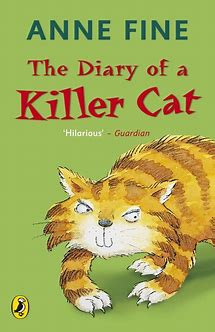 ANNE FINE
The Diary of a
Killer Cat
‘Hilarious’ – Guardian